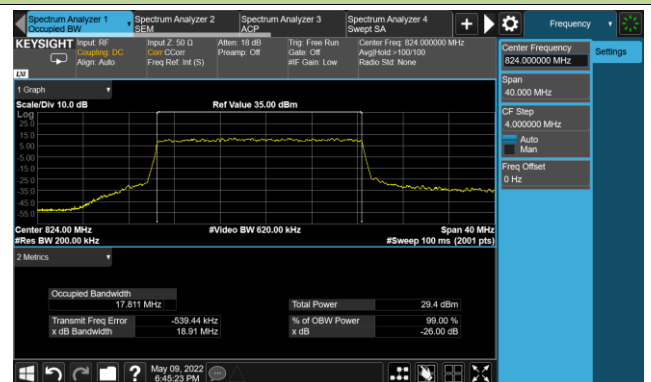 Spectrum Analyzer 1
Occupied BW
Spectrum Analyzer 2
SEM
Spectrum Analyzer 3
ACP
Spectrum Analyzer 4
Swept SA
Frequency
KEYSIGHT
Input: RF
Coupling: DC
Align: Auto
Input Z: 50 Ω
Corr CCorr
Freq Ref: Int (S)
Atten: 18 dB
Preamp: Off
Trig: Free Run
Gate: Off
#IF Gain: Low
Center Freq: 824.000000 MHz
Avg|Hold:>100/100
Radio Std: None
LXI
Center Frequency
824.000000 MHz
Settings
Span
40.000 MHz
CF Step
4.000000 MHz
Auto
Man
Freq Offset
0 Hz
1 Graph
Scale/Div 10.0 dB
Ref Value 35.00 dBm
Log
25.0
15.0
5.00
-5.00
-15.0
-25.0
-35.0
-45.0
-55.0
Center 824.00 MHz
#Video BW 620.00 kHz
Span 40 MHz
#Res BW 200.00 kHz
#Sweep 100 ms (2001 pts)
2 Metrics
Occupied Bandwidth
17.811 MHz
Total Power
29.4 dBm
Transmit Freq Error
-539.44 kHz
% of OBW Power
99.00 %
x dB Bandwidth
18.91 MHz
x dB
-26.00 dB
?
May 09, 2022
6:45:23 PM